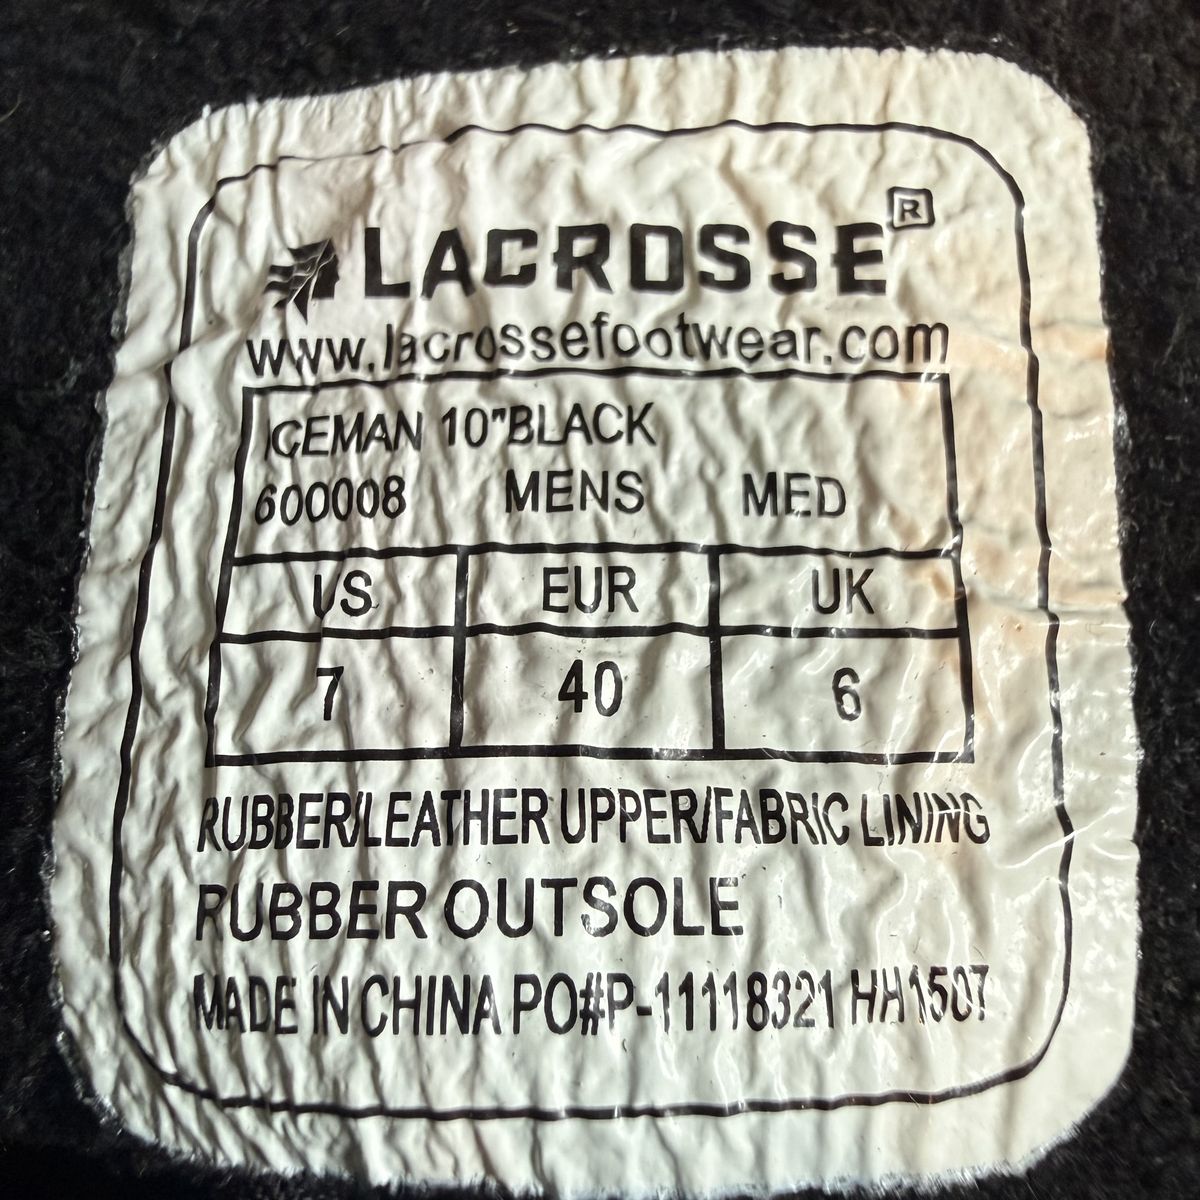 LACROSSE®
www.lacrossefootwear.com
ICEMAN 10"BLACK
600008 MENS MED
US EUR UK
7 40 6
RUBBER/LEATHER UPPER/FABRIC LINING
RUBBER OUTSOLE
MADE IN CHINA PO#P-11118321 HH1507